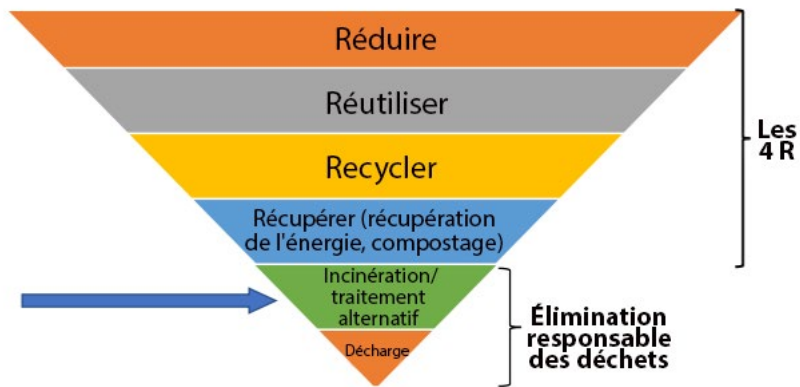 Réduire
Réutiliser
Recycler
Récupérer (récupération
de l'énergie, compostage)
Incinération/
traitement
alternatif
Décharge
Les
4 R
Élimination
responsable
des déchets